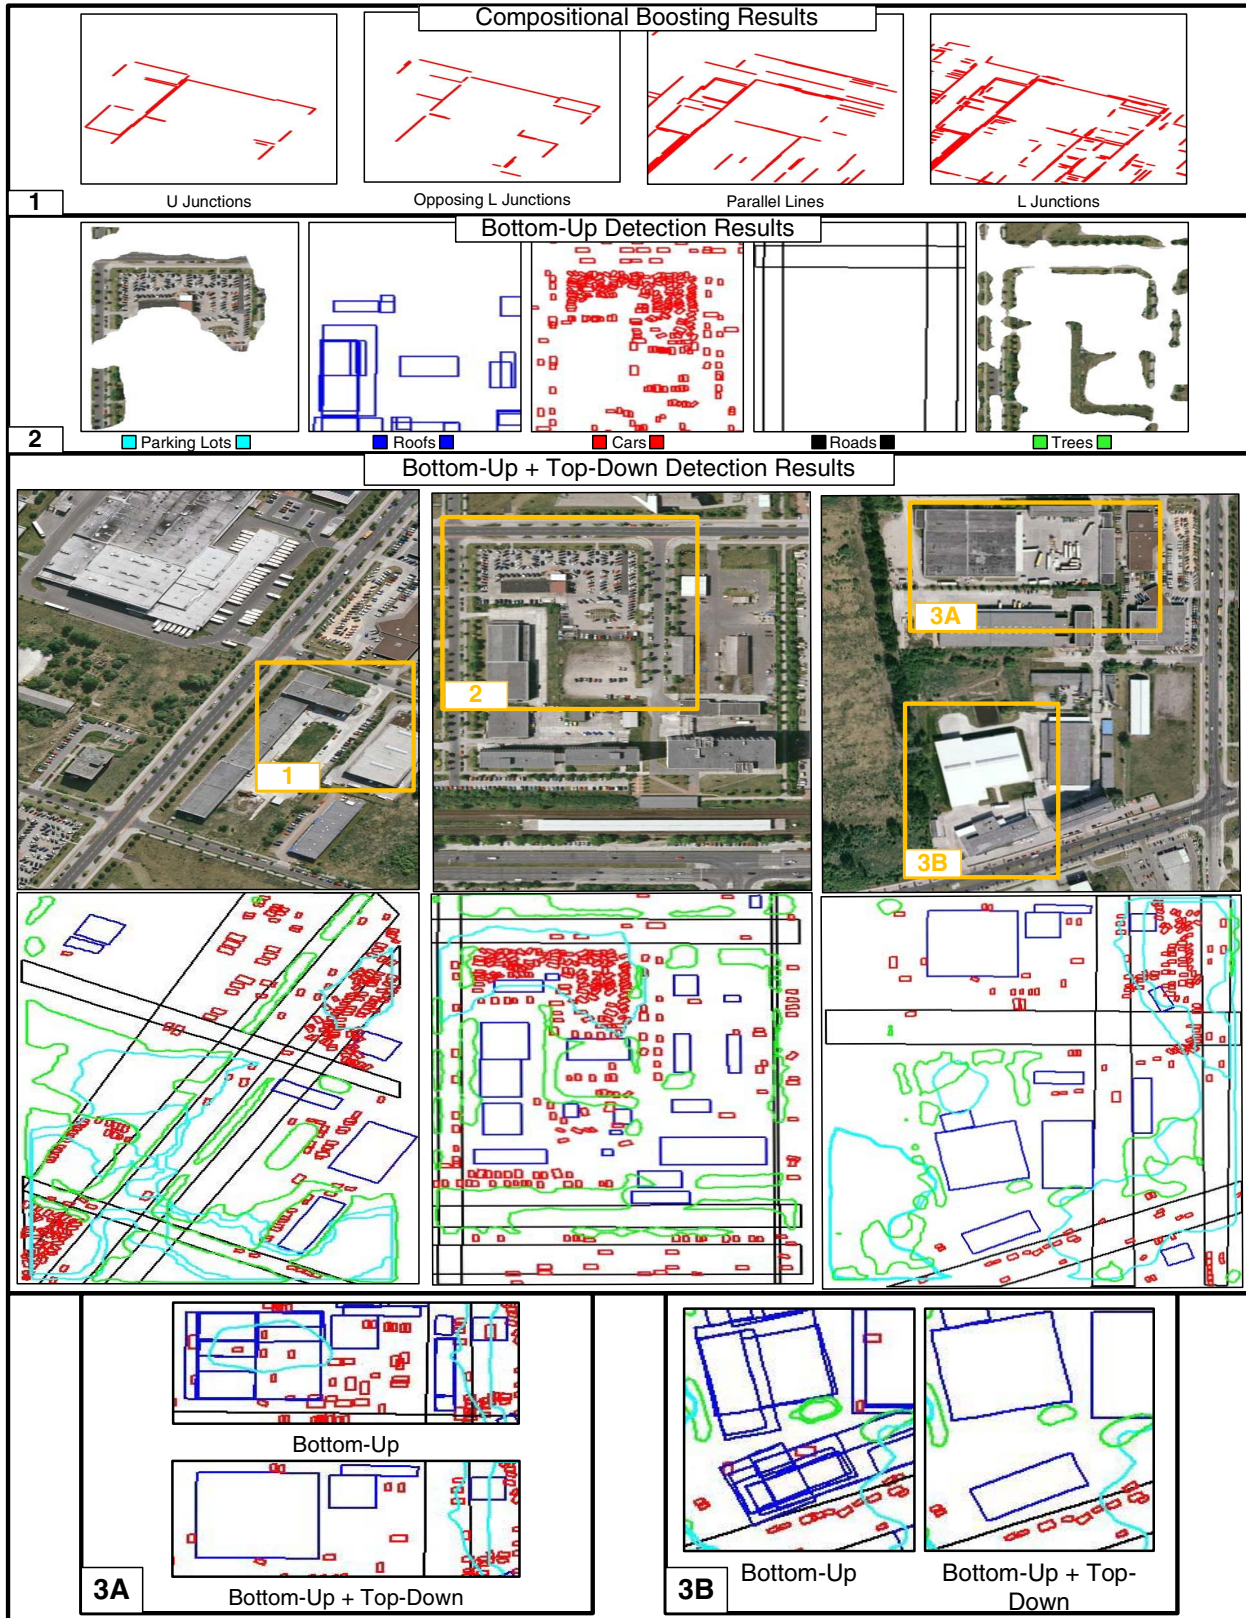 Compositional Boosting Results
U Junctions
Opposing L Junctions
Parallel Lines
L Junctions
1
Bottom-Up Detection Results
Parking Lots
Roofs
Cars
Roads
Trees
2
Bottom-Up + Top-Down Detection Results
1
2
3A
3B
Bottom-Up
Bottom-Up + Top-Down
3A
Bottom-Up
Bottom-Up + Top-
Down
3B